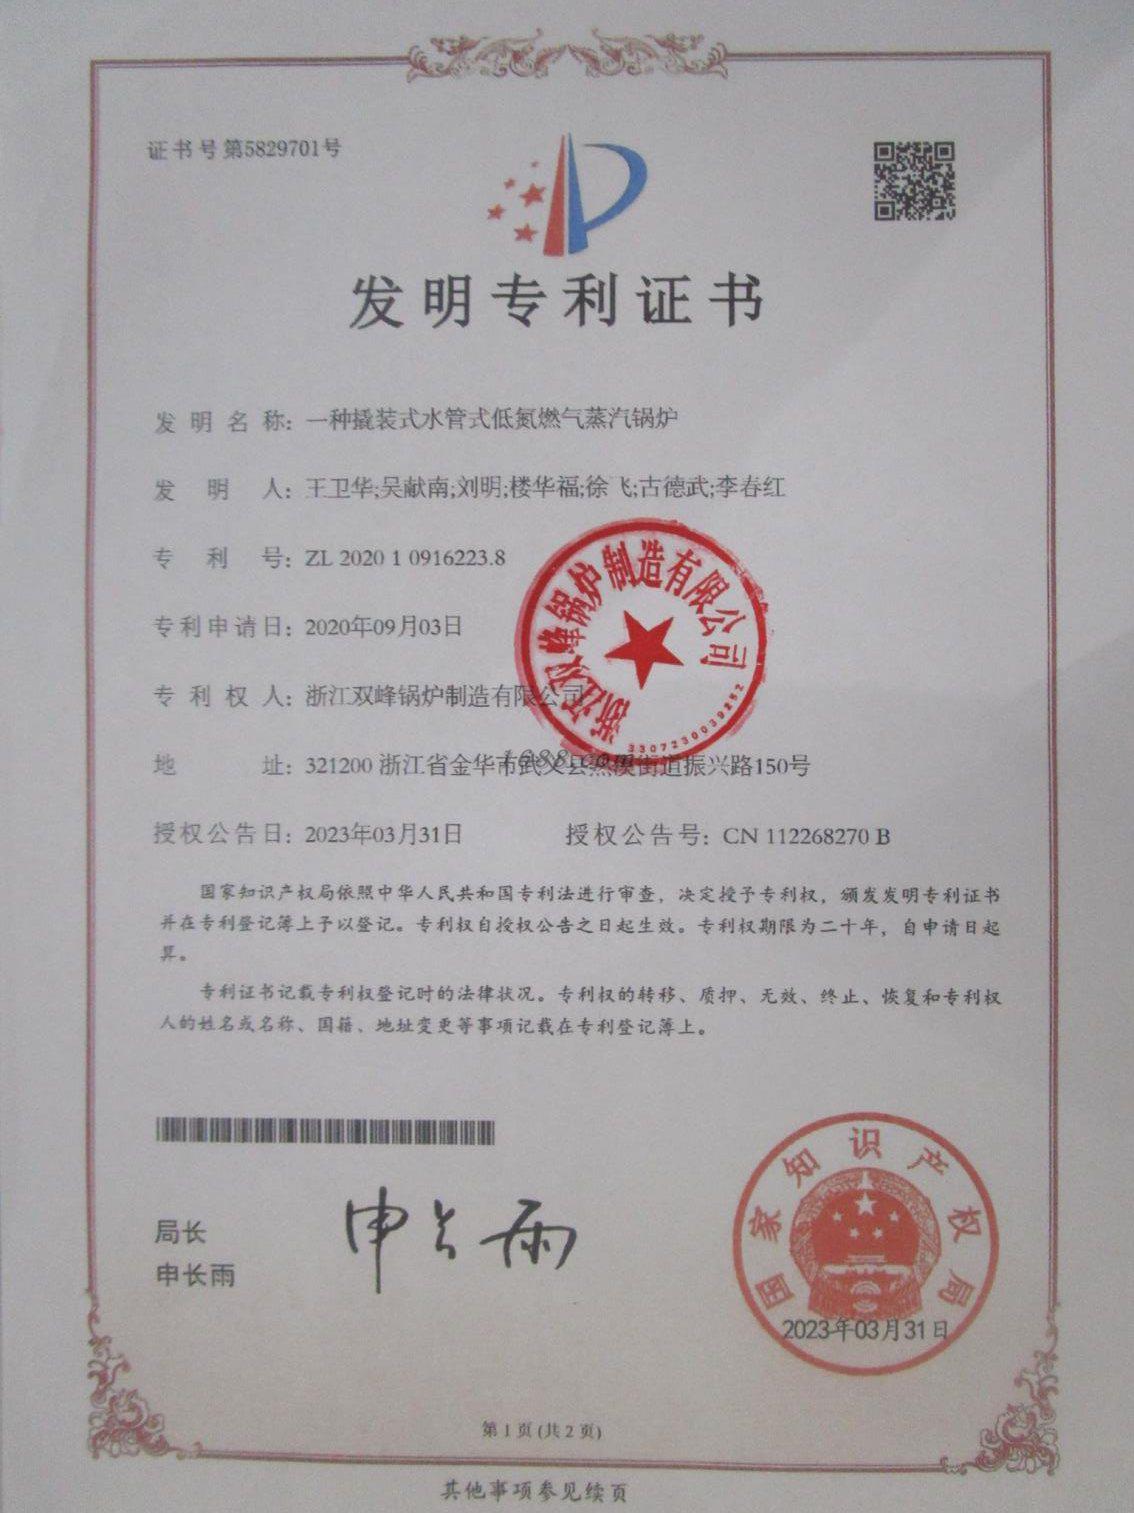 证书号第5829701号
发明专利证书
发明名称：一种撬装式水管式低氮燃气蒸汽锅炉
发明人：王卫华;吴献南;刘明;楼华福;徐飞;古德武;李春红
专利号：ZL 2020 1 0916223.8
专利申请日：2020年09月03日
专利权人：浙江双峰锅炉制造有限公司
浙江双峰锅炉制造有限公司
3307230039252
地址：321200 浙江省金华市武义县熟溪街道振兴路150号
1688.com
授权公告日：2023年03月31日 授权公告号：CN 112268270 B
国家知识产权局依照中华人民共和国专利法进行审查，决定授予专利权，颁发发明专利证书
并在专利登记簿上予以登记。专利权自授权公告之日起生效。专利权期限为二十年，自申请日起
算。
专利证书记载专利权登记时的法律状况。专利权的转移、质押、无效、终止、恢复和专利权
人的姓名或名称、国籍、地址变更等事项记载在专利登记簿上。
局长
申长雨
申长雨
国家知识产权局
2023年03月31日
第 1 页 (共 2 页)
其他事项参见续页